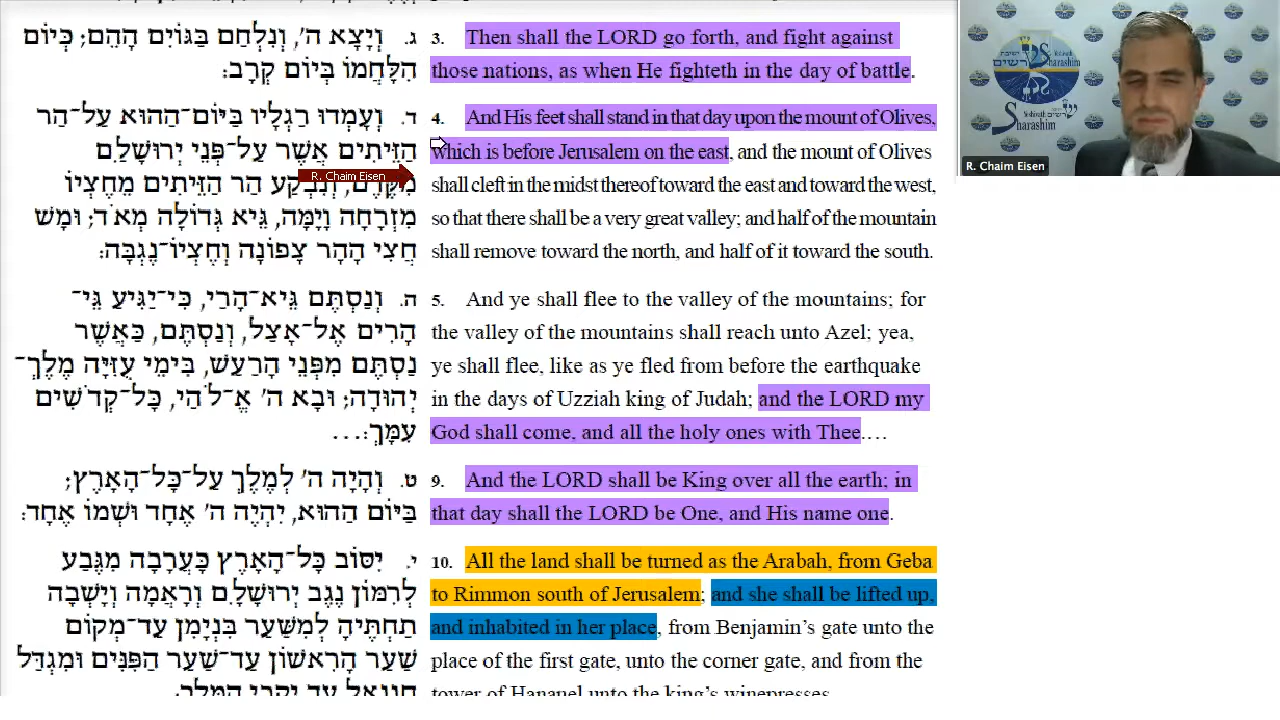 ג. וְיָצָא ה', וְנִלְחַם בַּגּוֹיִם הָהֵם; כְּיוֹם
הִלָּחֲמוֹ בְּיוֹם קְרָב:
ד. וְעָמְדוּ רַגְלָיו בַּיּוֹם־הַהוּא עַל־הַר
הַזֵּיתִים אֲשֶׁר עַל־פְּנֵי יְרוּשָׁלִַם
מִקֶּדֶם, וְנִבְקַע הַר הַזֵּיתִים מֵחֶצְיוֹ
מִזְרָחָה וָיָמָּה, גֵּיא גְּדוֹלָה מְאֹד; וּמָשׁ
חֲצִי הָהָר צָפוֹנָה וְחֶצְיוֹ־נֶגְבָּה:
ה. וְנַסְתֶּם גֵּיא־הָרַי, כִּי־יַגִּיעַ גֵּי־
הָרִים אֶל־אָצַל, וְנַסְתֶּם, כַּאֲשֶׁר
נַסְתֶּם מִפְּנֵי הָרַעַשׁ, בִּימֵי עֻזִּיָּה מֶלֶךְ־
יְהוּדָה; וּבָא ה' אֱ־לֹהַי, כָּל־קְדֹשִׁים
עִמָּךְ:...
ט. וְהָיָה ה' לְמֶלֶךְ עַל־כָּל־הָאָרֶץ;
בַּיּוֹם הַהוּא, יִהְיֶה ה' אֶחָד וּשְׁמוֹ אֶחָד:
י. יִסּוֹב כָּל־הָאָרֶץ כָּעֲרָבָה מִגֶּבַע
לְרִמּוֹן נֶגֶב יְרוּשָׁלִָם וְרָאֲמָה וְיָשְׁבָה
תַחְתֶּיהָ לְמִשַּׁעַר בִּנְיָמִן עַד־מְקוֹם
שַׁעַר הָרִאשׁוֹן עַד־שַׁעַר הַפִּנִּים וּמִגְדַּל
חֲנַנְאֵל עַד יִקְבֵי הַמֶּלֶךְ.
3. Then shall the LORD go forth, and fight against
those nations, as when He fighteth in the day of battle.
4. And His feet shall stand in that day upon the mount of Olives,
which is before Jerusalem on the east, and the mount of Olives
shall cleft in the midst thereof toward the east and toward the west,
so that there shall be a very great valley; and half of the mountain
shall remove toward the north, and half of it toward the south.
5. And ye shall flee to the valley of the mountains; for
the valley of the mountains shall reach unto Azel; yea,
ye shall flee, like as ye fled from before the earthquake
in the days of Uzziah king of Judah; and the LORD my
God shall come, and all the holy ones with Thee....
9. And the LORD shall be King over all the earth; in
that day shall the LORD be One, and His name one.
10. All the land shall be turned as the Arabah, from Geba
to Rimmon south of Jerusalem; and she shall be lifted up,
and inhabited in her place, from Benjamin's gate unto the
place of the first gate, unto the corner gate, and from the
tower of Hananel unto the king's winepresses.
R. Chaim Eisen
Yeshivath
Sharashim
ישיבת
שרשים
Yeshivath
Sharashim
R. Chaim Eisen